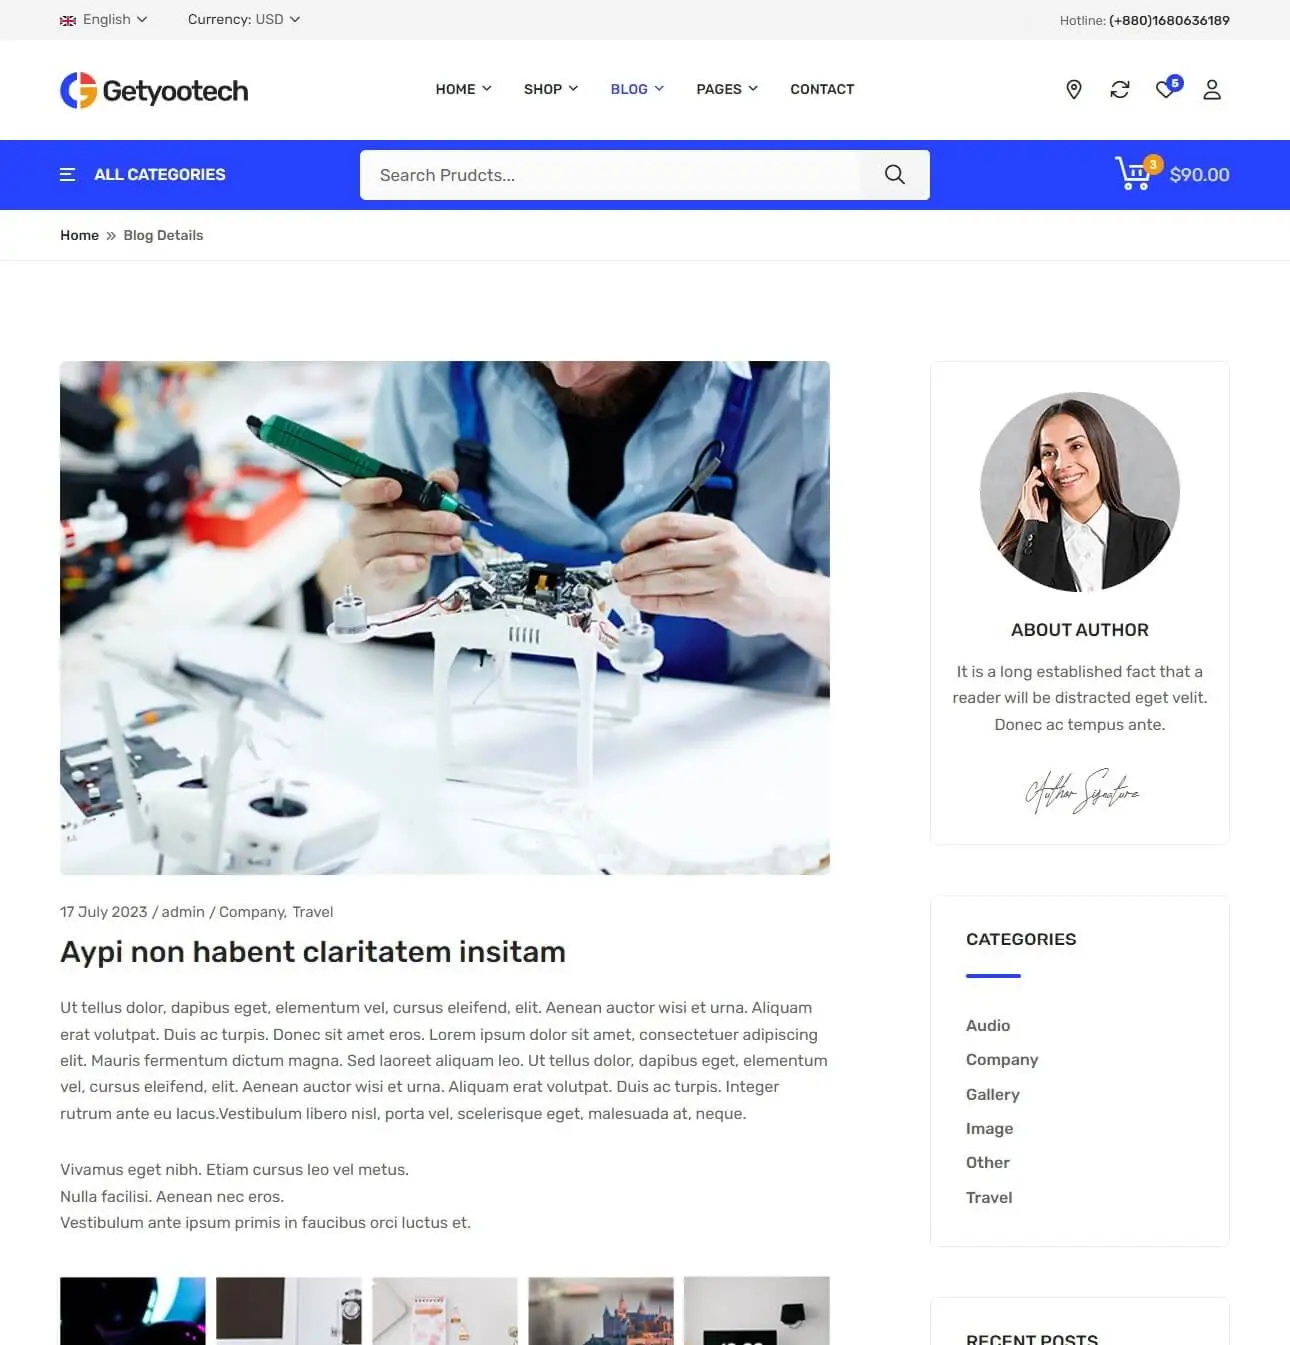 English
Currency: USD
Hotline: (+880)1680636189
Getyootech
HOME
SHOP
BLOG
PAGES
CONTACT
5
ALL CATEGORIES
Search Prudcts...
3
$90.00
Home » Blog Details
17 July 2023 / admin / Company, Travel
Aypi non habent claritatem insitam
Ut tellus dolor, dapibus eget, elementum vel, cursus eleifend, elit. Aenean auctor wisi et urna. Aliquam
erat volutpat. Duis ac turpis. Donec sit amet eros. Lorem ipsum dolor sit amet, consectetuer adipiscing
elit. Mauris fermentum dictum magna. Sed laoreet aliquam leo. Ut tellus dolor, dapibus eget, elementum
vel, cursus eleifend, elit. Aenean auctor wisi et urna. Aliquam erat volutpat. Duis ac turpis. Integer
rutrum ante eu lacus.Vestibulum libero nisl, porta vel, scelerisque eget, malesuada at, neque.
Vivamus eget nibh. Etiam cursus leo vel metus.
Nulla facilisi. Aenean nec eros.
Vestibulum ante ipsum primis in faucibus orci luctus et.
ABOUT AUTHOR
It is a long established fact that a
reader will be distracted eget velit.
Donec ac tempus ante.
Author Signature
CATEGORIES
Audio
Company
Gallery
Image
Other
Travel
RECENT POSTS